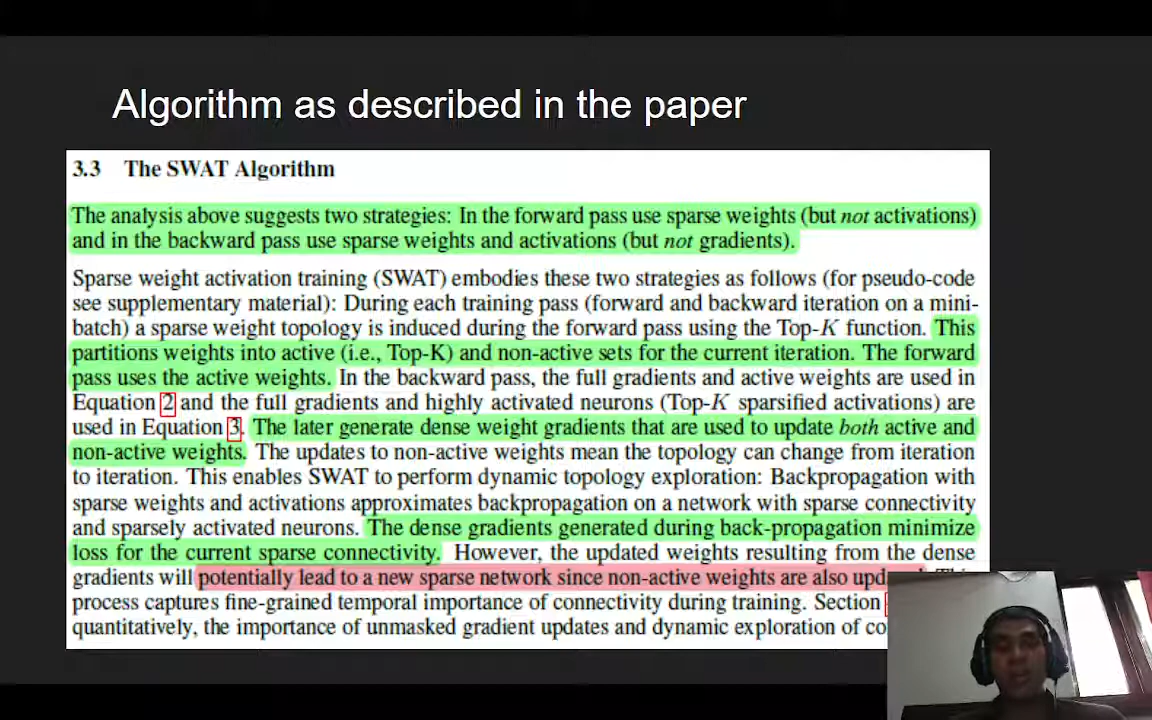 Algorithm as described in the paper
3.3 The SWAT Algorithm
The analysis above suggests two strategies: In the forward pass use sparse weights (but not activations)
and in the backward pass use sparse weights and activations (but not gradients).
Sparse weight activation training (SWAT) embodies these two strategies as follows (for pseudo-code
see supplementary material): During each training pass (forward and backward iteration on a mini-
batch) a sparse weight topology is induced during the forward pass using the Top-K function. This
partitions weights into active (i.e., Top-K) and non-active sets for the current iteration. The forward
pass uses the active weights. In the backward pass, the full gradients and active weights are used in
Equation 2 and the full gradients and highly activated neurons (Top-K sparsified activations) are
used in Equation 3. The later generate dense weight gradients that are used to update both active and
non-active weights. The updates to non-active weights mean the topology can change from iteration
to iteration. This enables SWAT to perform dynamic topology exploration: Backpropagation with
sparse weights and activations approximates backpropagation on a network with sparse connectivity
and sparsely activated neurons. The dense gradients generated during back-propagation minimize
loss for the current sparse connectivity. However, the updated weights resulting from the dense
gradients will potentially lead to a new sparse network since non-active weights are also
process captures fine-grained temporal importance of connectivity during training. Section
quantitatively, the importance of unmasked gradient updates and dynamic exploration of